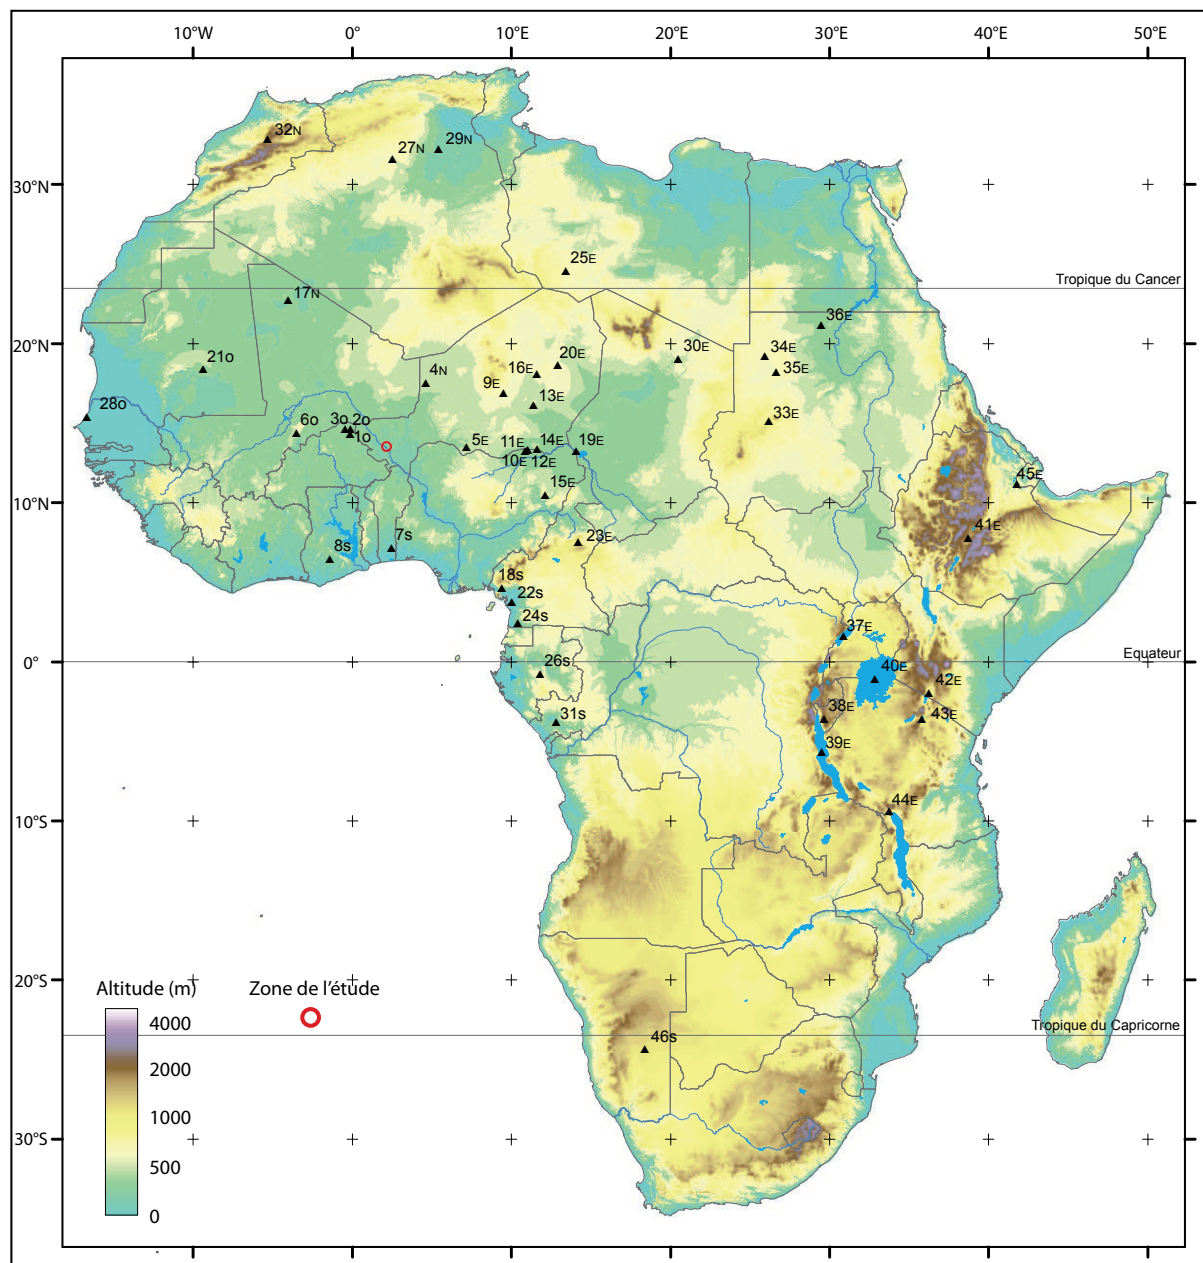 10°W 0° 10°E 20°E 30°E 40°E 50°E
32N
27N
29N
30°N
25E
Tropique du Cancer
17N
36E
20°N
21o
20E
30E
34E
16E
35E
4N
9E
13E
28o
6o
3o
2o
1o
33E
5E
11E
14E
19E
10E
12E
45E
10°N
15E
41E
7s
8s
23E
18s
22s
24s
37E
0°
Equateur
26s
40E
42E
31s
38E
43E
39E
44E
10°S
20°S
Altitude (m)
Zone de l'étude
4000
2000
1000
500
0
Tropique du Capricorne
46s
30°S